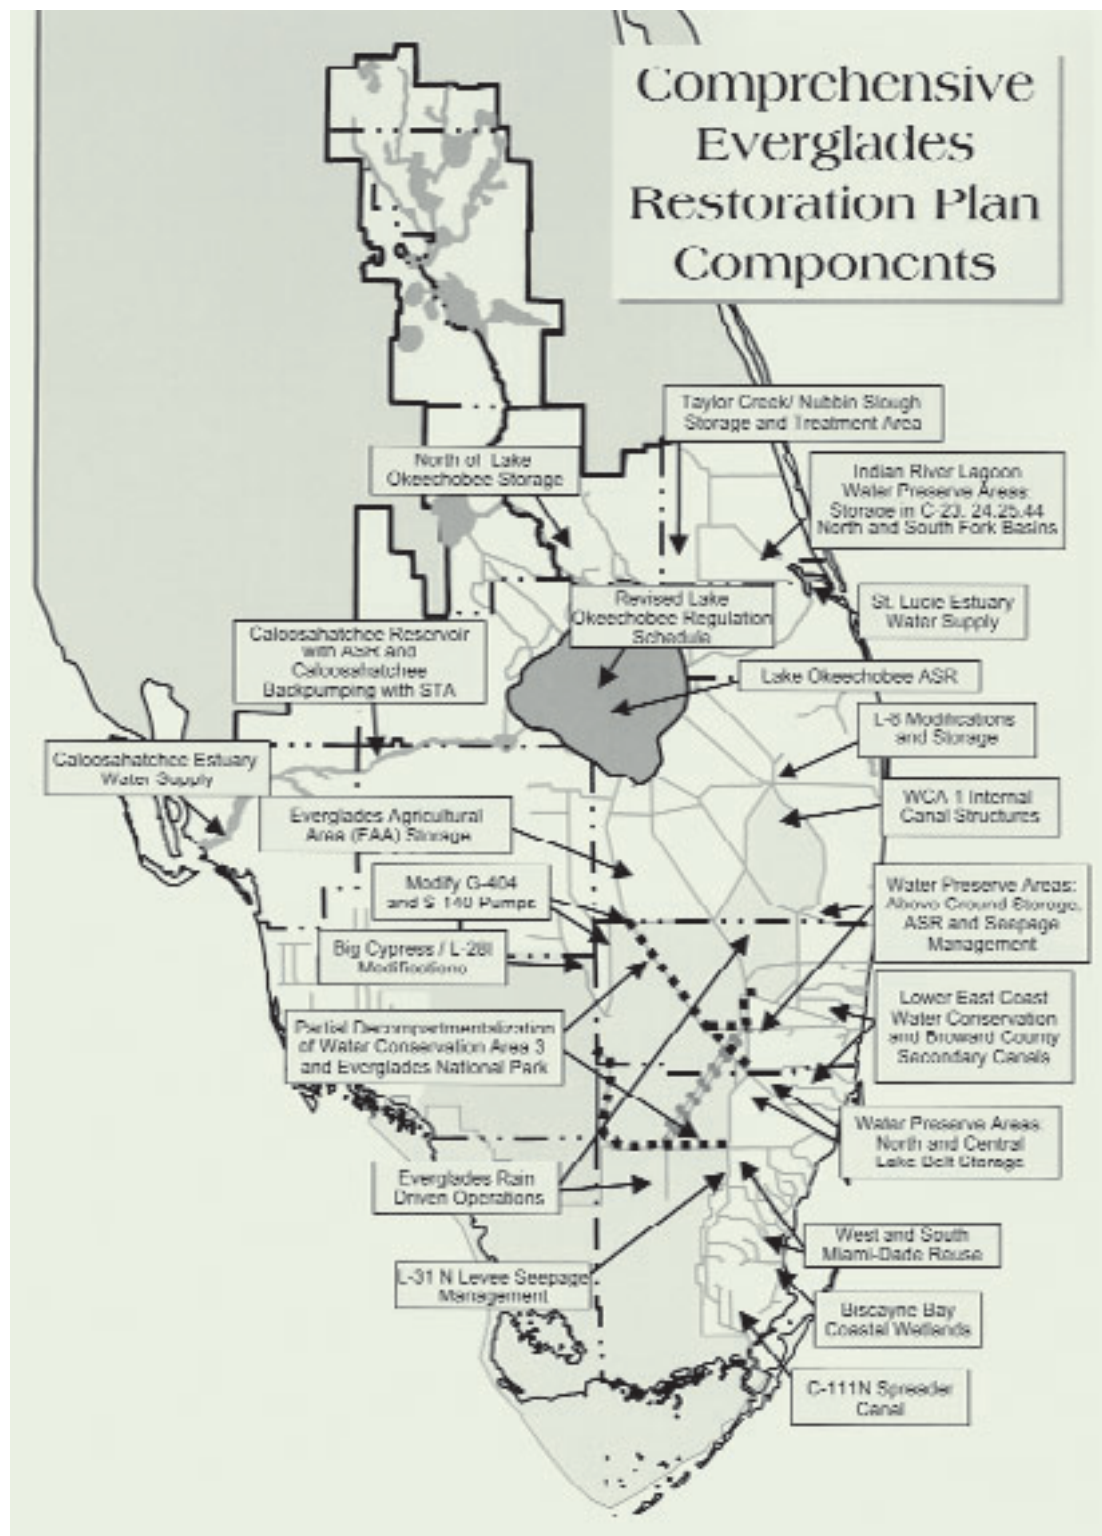 Comprehensive
Everglades
Restoration Plan
Components
Taylor Creek/ Nubbin Slough
Storage and Treatment Area
North of Lake
Okeechobee Storage
Indian River Lagoon
Water Preserve Areas:
Storage in C-23, 24,25,44
North and South Fork Basins
Revised Lake
Okeechobee Regulation
Schedule
St. Lucie Estuary
Water Supply
Caloosahatchee Reservoir
with ASR and
Caloosahatchee
Backpumping with STA
Lake Okeechobee ASR
L-8 Modifications
and Storage
Caloosahatchee Estuary
Water Supply
WCA 1 Internal
Canal Structures
Everglades Agricultural
Area (EAA) Storage
Modify G-404
and S-140 Pumps
Water Preserve Areas:
Above Ground Storage,
ASR and Seepage
Management
Big Cypress / L-28I
Modifications
Lower East Coast
Water Conservation
and Broward County
Secondary Canals
Partial Decompartmentalization
of Water Conservation Area 3
and Everglades National Park
Water Preserve Areas:
North and Central
Lake Belt Storage
Everglades Rain
Driven Operations
West and South
Miami-Dade Reuse
L-31 N Levee Seepage
Management
Biscayne Bay
Coastal Wetlands
C-111N Spreader
Canal